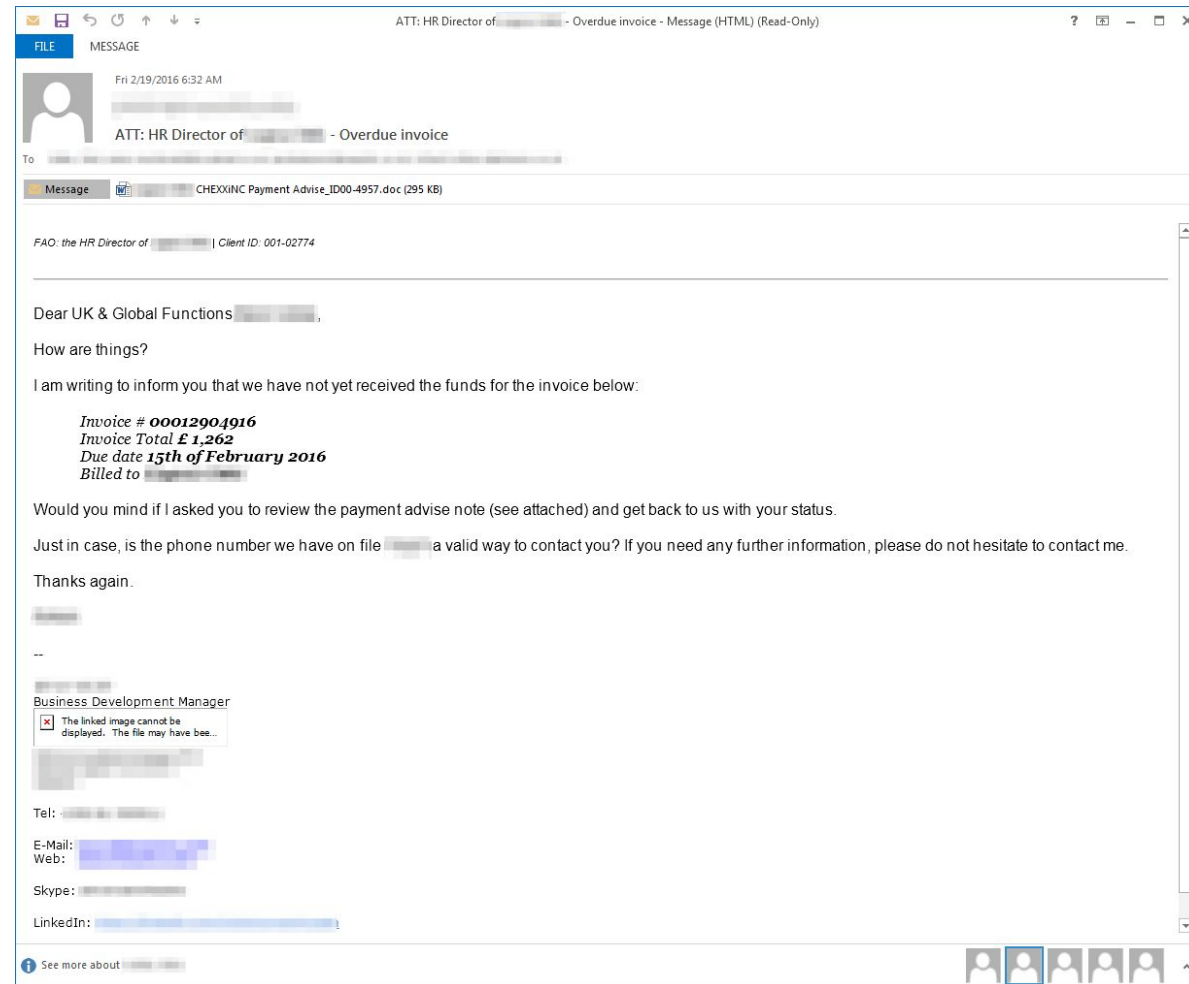 ATT: HR Director of - Overdue invoice - Message (HTML) (Read-Only)
FILE MESSAGE
Fri 2/19/2016 6:32 AM
ATT: HR Director of - Overdue invoice
To
Message CHEXXiNC Payment Advise_ID00-4957.doc (295 KB)
FAO: the HR Director of | Client ID: 001-02774
Dear UK & Global Functions ,
How are things?
I am writing to inform you that we have not yet received the funds for the invoice below:
Invoice # 00012904916
Invoice Total £ 1,262
Due date 15th of February 2016
Billed to
Would you mind if I asked you to review the payment advise note (see attached) and get back to us with your status.
Just in case, is the phone number we have on file a valid way to contact you? If you need any further information, please do not hesitate to contact me.
Thanks again.
--
Business Development Manager
The linked image cannot be
displayed. The file may have bee...
Tel:
E-Mail:
Web:
Skype:
LinkedIn:
See more about